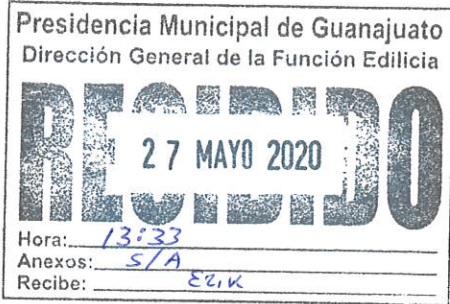 Presidencia Municipal de Guanajuato
Dirección General de la Función Edilicia
RECIBIDO
27 MAYO 2020
Hora: 13:33
Anexos: S/A
Recibe: Erik